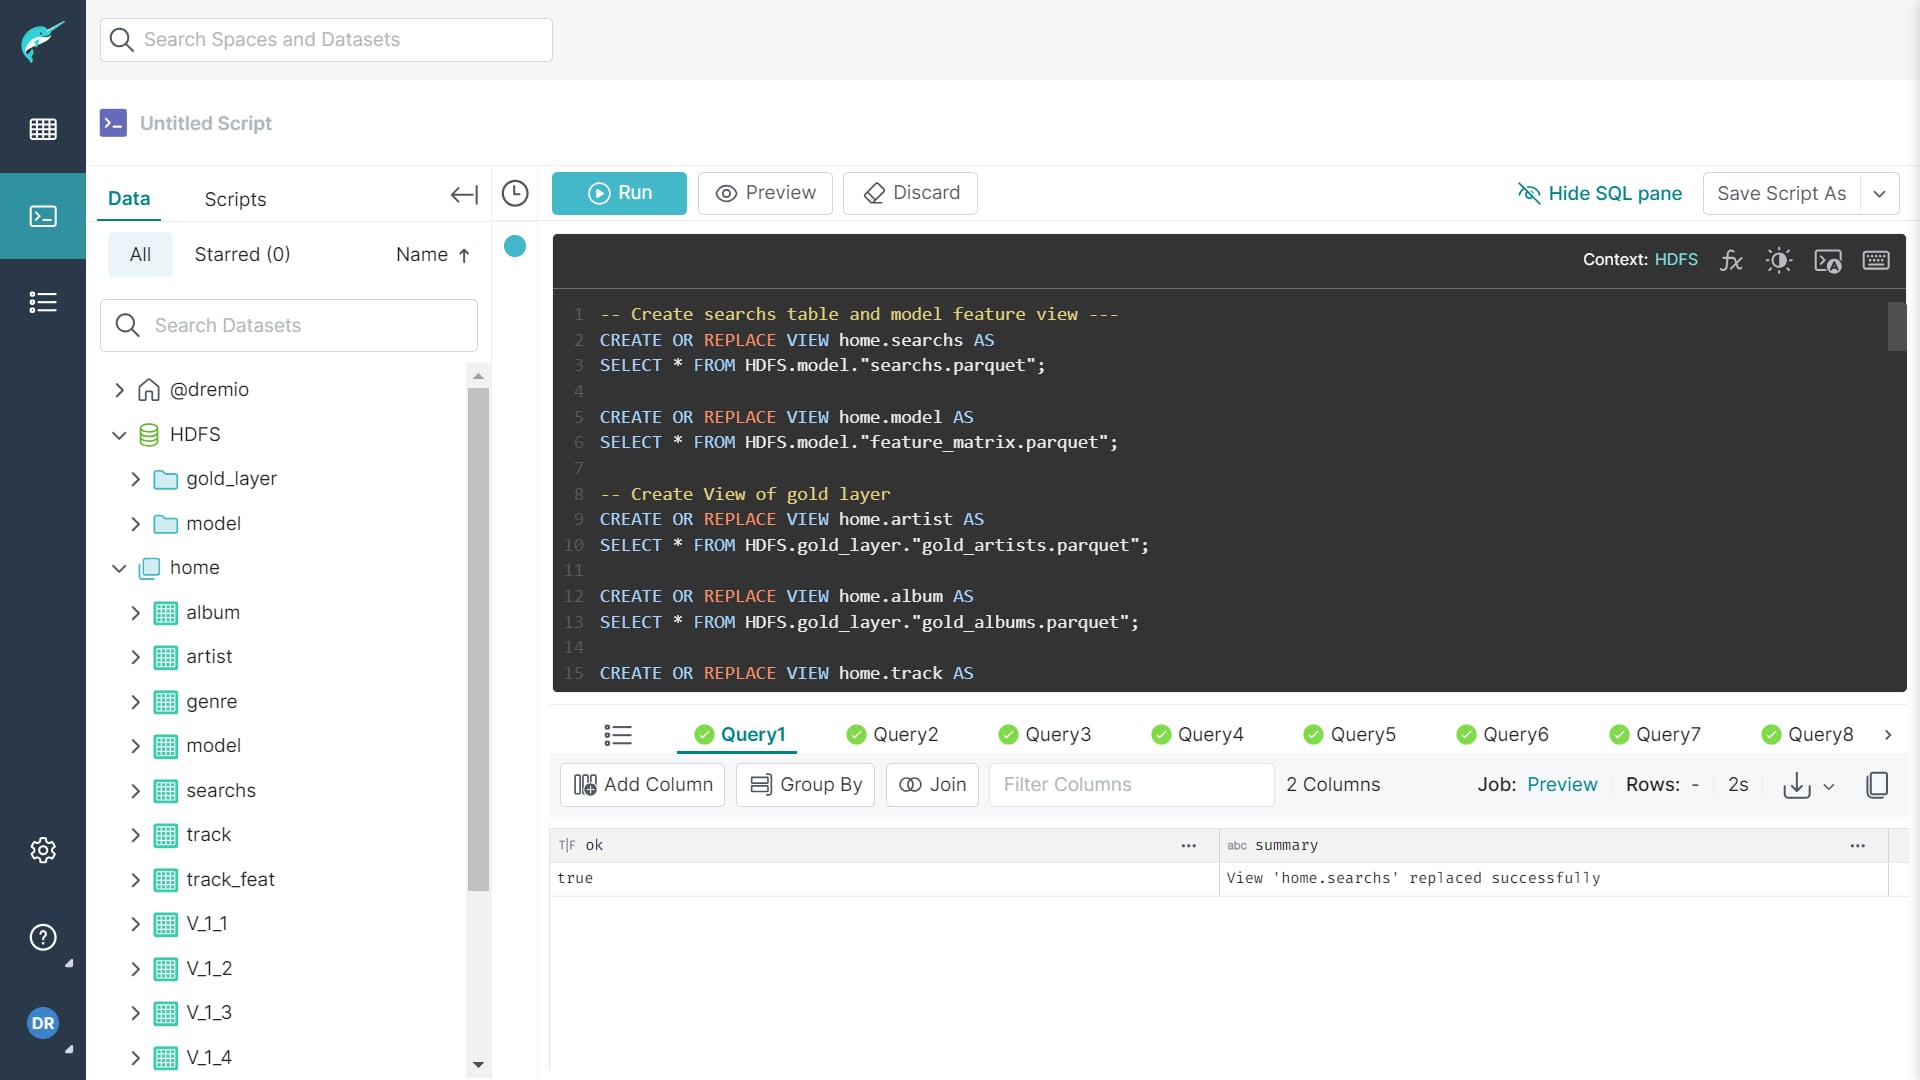 Search Spaces and Datasets
Untitled Script
Data
Scripts
All
Starred (0)
Name
Search Datasets
@dremio
HDFS
gold_layer
model
home
album
artist
genre
model
searchs
track
track_feat
V_1_1
V_1_2
V_1_3
V_1_4
DR
Run
Preview
Discard
Hide SQL pane
Save Script As
Context: HDFS
fx
1 -- Create searchs table and model feature view ---
2 CREATE OR REPLACE VIEW home.searchs AS
3 SELECT * FROM HDFS.model."searchs.parquet";
4
5 CREATE OR REPLACE VIEW home.model AS
6 SELECT * FROM HDFS.model."feature_matrix.parquet";
7
8 -- Create View of gold layer
9 CREATE OR REPLACE VIEW home.artist AS
10 SELECT * FROM HDFS.gold_layer."gold_artists.parquet";
11
12 CREATE OR REPLACE VIEW home.album AS
13 SELECT * FROM HDFS.gold_layer."gold_albums.parquet";
14
15 CREATE OR REPLACE VIEW home.track AS
Query1
Query2
Query3
Query4
Query5
Query6
Query7
Query8
Add Column
Group By
Join
Filter Columns
2 Columns
Job: Preview
Rows: -
2s
T|F ok
abc summary
true
View 'home.searchs' replaced successfully